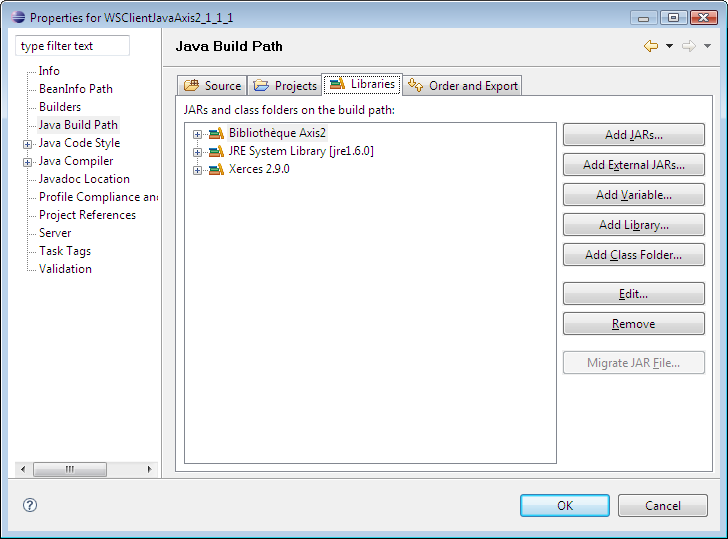 Properties for WSClientJavaAxis2_1_1_1
type filter text
Info
BeanInfo Path
Builders
Java Build Path
Java Code Style
Java Compiler
Javadoc Location
Profile Compliance and
Project References
Server
Task Tags
Validation
Java Build Path
Source Projects Libraries Order and Export
JARs and class folders on the build path:
Bibliothèque Axis2
JRE System Library [jre1.6.0]
Xerces 2.9.0
Add JARs...
Add External JARs...
Add Variable...
Add Library...
Add Class Folder...
Edit...
Remove
Migrate JAR File...
?
OK Cancel